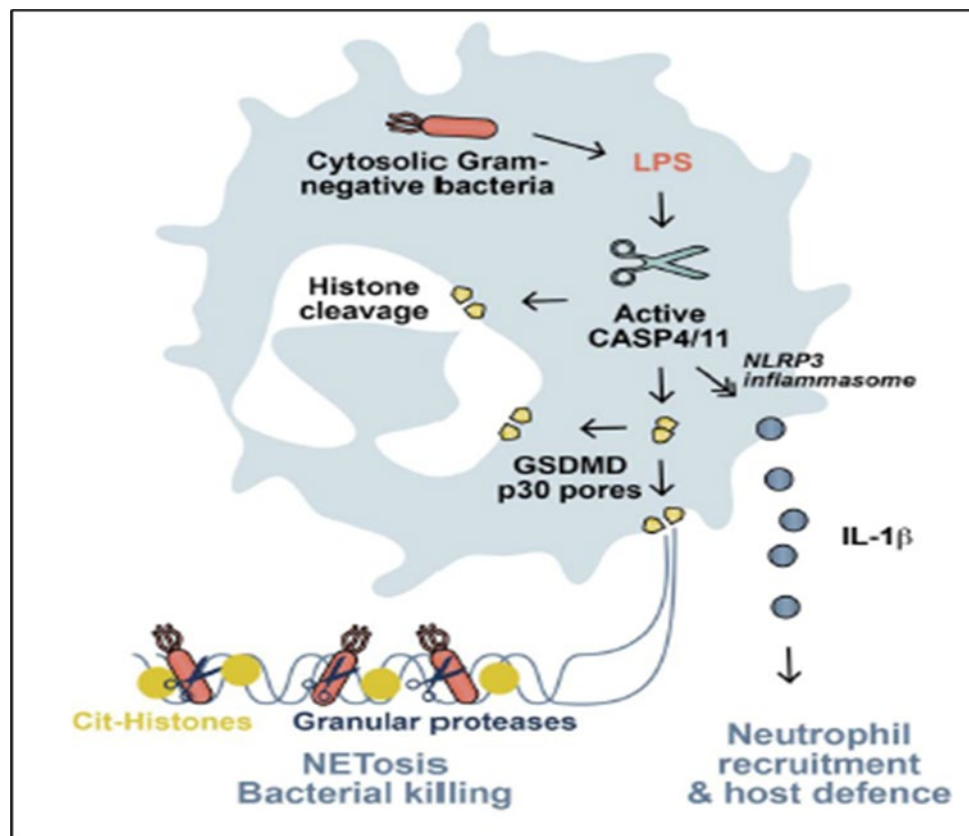 Cytosolic Gram-
negative bacteria
LPS
Histone
cleavage
Active
CASP4/11
NLRP3
inflammasome
GSDMD
p30 pores
IL-1β
Cit-Histones
Granular proteases
NETosis
Bacterial killing
Neutrophil
recruitment
& host defence